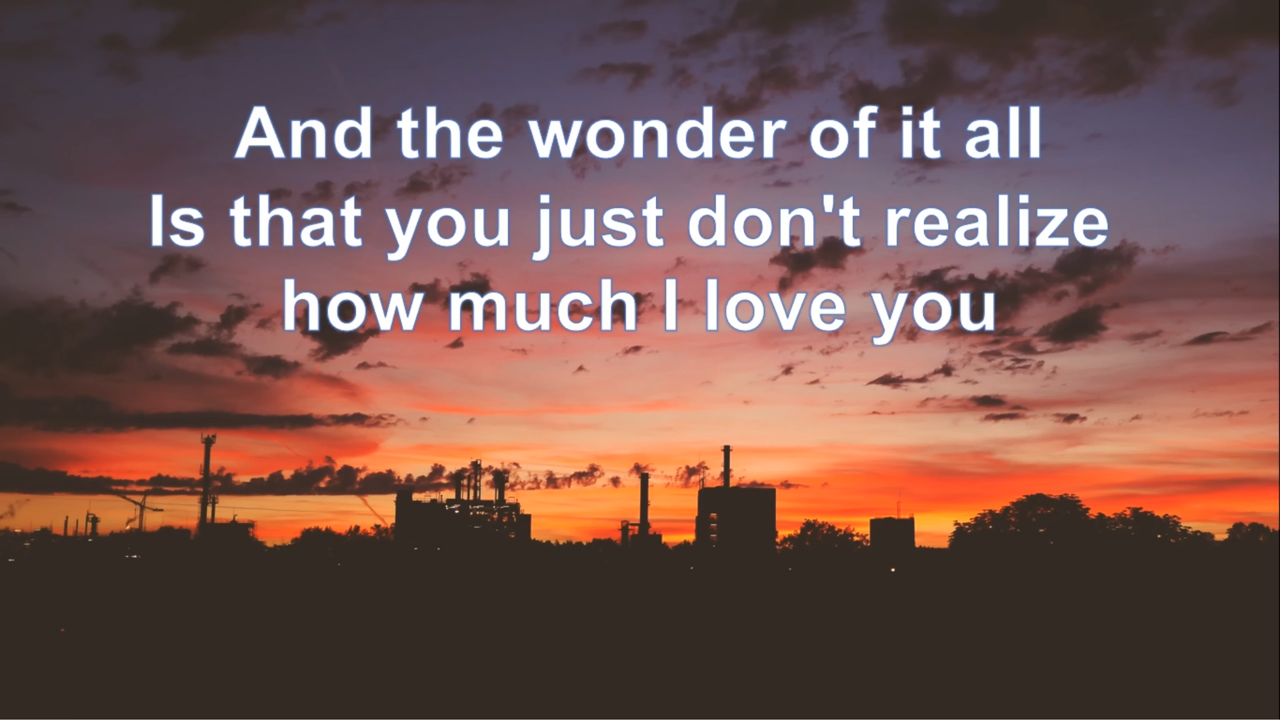 And the wonder of it all
Is that you just don't realize
how much I love you